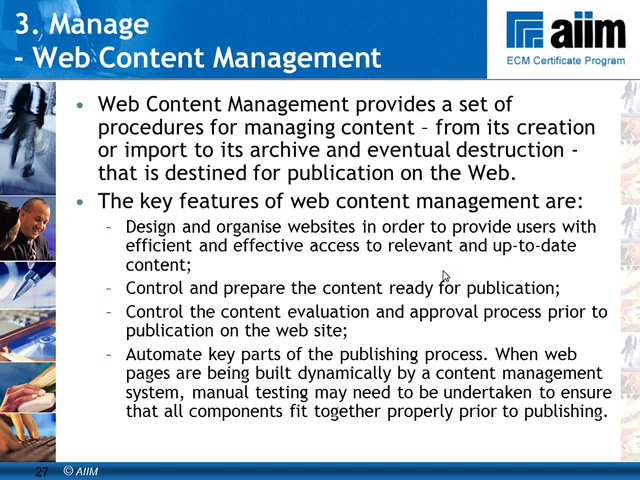 3. Manage
- Web Content Management
aiim
ECM Certificate Program
• Web Content Management provides a set of
procedures for managing content – from its creation
or import to its archive and eventual destruction -
that is destined for publication on the Web.
• The key features of web content management are:
– Design and organise websites in order to provide users with
efficient and effective access to relevant and up-to-date
content;
– Control and prepare the content ready for publication;
– Control the content evaluation and approval process prior to
publication on the web site;
– Automate key parts of the publishing process. When web
pages are being built dynamically by a content management
system, manual testing may need to be undertaken to ensure
that all components fit together properly prior to publishing.
27 © AIIM